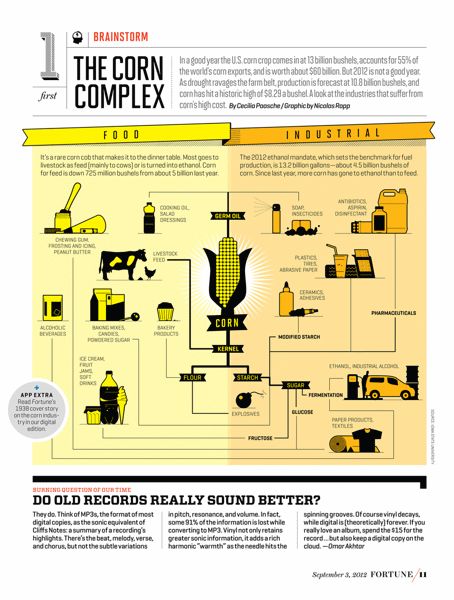 1
first
BRAINSTORM
THE CORN
COMPLEX
In a good year the U.S. corn crop comes in at 13 billion bushels, accounts for 55% of
the world's corn exports, and is worth about $60 billion. But 2012 is not a good year.
As drought ravages the farm belt, production is forecast at 10.8 billion bushels, and
corn has hit a historic high of $8.29 a bushel. A look at the industries that suffer from
corn's high cost. By Cecilia Paasche / Graphic by Nicolas Rapp
FOOD
INDUSTRIAL
It's a rare corn cob that makes it to the dinner table. Most goes to
livestock as feed (mainly to cows) or is turned into ethanol. Corn
for feed is down 725 million bushels from about 5 billion last year.
The 2012 ethanol mandate, which sets the benchmark for fuel
production, is 13.2 billion gallons—about 4.5 billion bushels of
corn. Since last year, more corn has gone to ethanol than to feed.
COOKING OIL,
SALAD
DRESSINGS
GERM OIL
SOAP,
INSECTICIDES
ANTIBIOTICS,
ASPIRIN,
DISINFECTANT
CHEWING GUM,
FROSTING AND ICING,
PEANUT BUTTER
LIVESTOCK
FEED
PLASTICS,
TIRES,
ABRASIVE PAPER
CERAMICS,
ADHESIVES
PHARMACEUTICALS
ALCOHOLIC
BEVERAGES
BAKING MIXES,
CANDIES,
POWDERED SUGAR
BAKERY
PRODUCTS
CORN
MODIFIED STARCH
KERNEL
ICE CREAM,
FRUIT
JAMS,
SOFT
DRINKS
FLOUR
STARCH
SUGAR
ETHANOL, INDUSTRIAL ALCOHOL
FERMENTATION
EXPLOSIVES
GLUCOSE
PAPER PRODUCTS,
TEXTILES
FRUCTOSE
+
APP EXTRA
Read Fortune's
1938 cover story
on the corn indus-
try in our digital
edition.
SOURCE: IOWA STATE UNIVERSITY
BURNING QUESTION OF OUR TIME
DO OLD RECORDS REALLY SOUND BETTER?
They do. Think of MP3s, the format of most
digital copies, as the sonic equivalent of
Cliffs Notes: a summary of a recording's
highlights. There's the beat, melody, verse,
and chorus, but not the subtle variations
in pitch, resonance, and volume. In fact,
some 91% of the information is lost while
converting to MP3. Vinyl not only retains
greater sonic information, it adds a rich
harmonic "warmth" as the needle hits the
spinning grooves. Of course vinyl decays,
while digital is (theoretically) forever. If you
really love an album, spend the $15 for the
record ... but also keep a digital copy on the
cloud. —Omar Akhtar
September 3, 2012 FORTUNE / 11